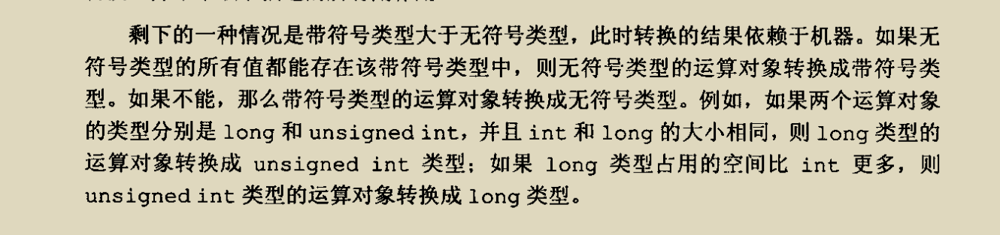 剩下的一种情况是带符号类型大于无符号类型，此时转换的结果依赖于机器。如果无
符号类型的所有值都能存在该带符号类型中，则无符号类型的运算对象转换成带符号类
型。如果不能，那么带符号类型的运算对象转换成无符号类型。例如，如果两个运算对象
的类型分别是 long 和 unsigned int，并且 int 和 long 的大小相同，则 long 类型的
运算对象转换成 unsigned int 类型；如果 long 类型占用的空间比 int 更多，则
unsigned int 类型的运算对象转换成 long 类型。